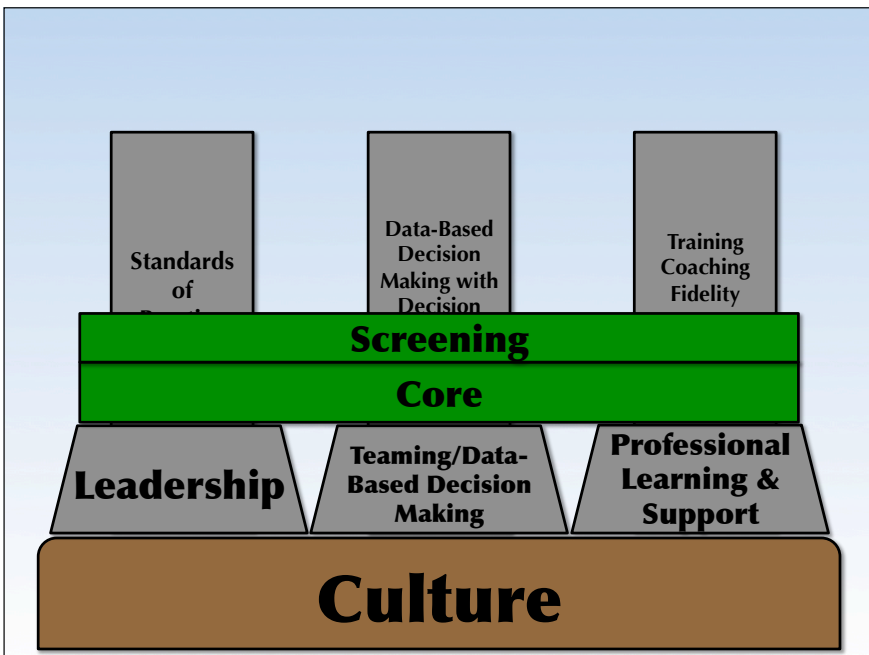 Standards
of
Data-Based
Decision
Making with
Decision
Training
Coaching
Fidelity
Screening
Core
Leadership
Teaming/Data-
Based Decision
Making
Professional
Learning &
Support
Culture